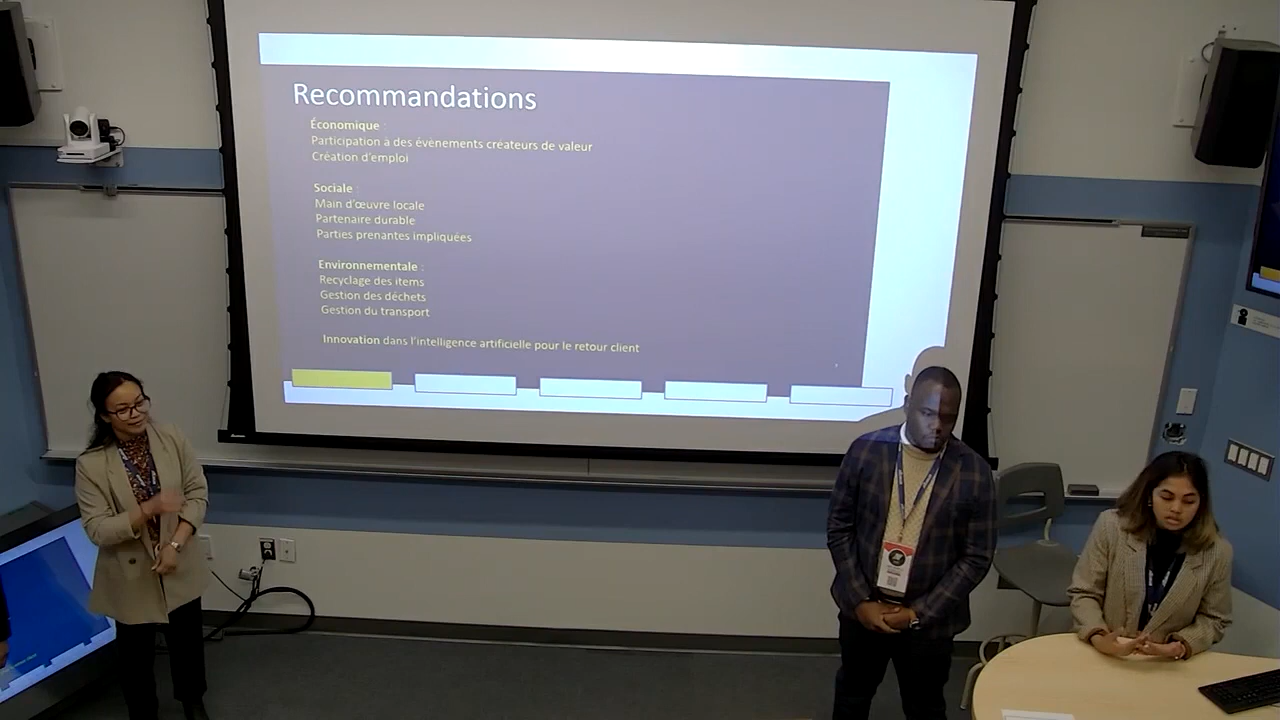 Recommandations
Économique :
Participation à des évènements créateurs de valeur
Création d'emploi
Sociale
Main d'œuvre locale
Partenaire durable
Parties prenantes impliquées
Environnementale :
Recyclage des items
Gestion des déchets
Gestion du transport
Innovation dans l'intelligence artificielle pour le retour client